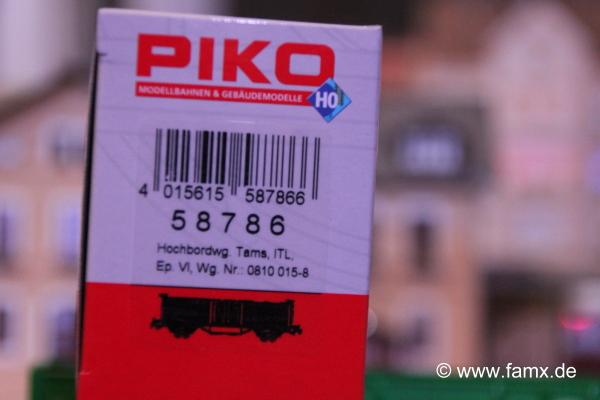 PIKO
MODELLBAHNEN & GEBÄUDEMODELLE
H0
4 015615 587866
58786
Hochbordwg. Tams, ITL,
Ep. VI, Wg. Nr.: 0810 015-8
© www.famx.de